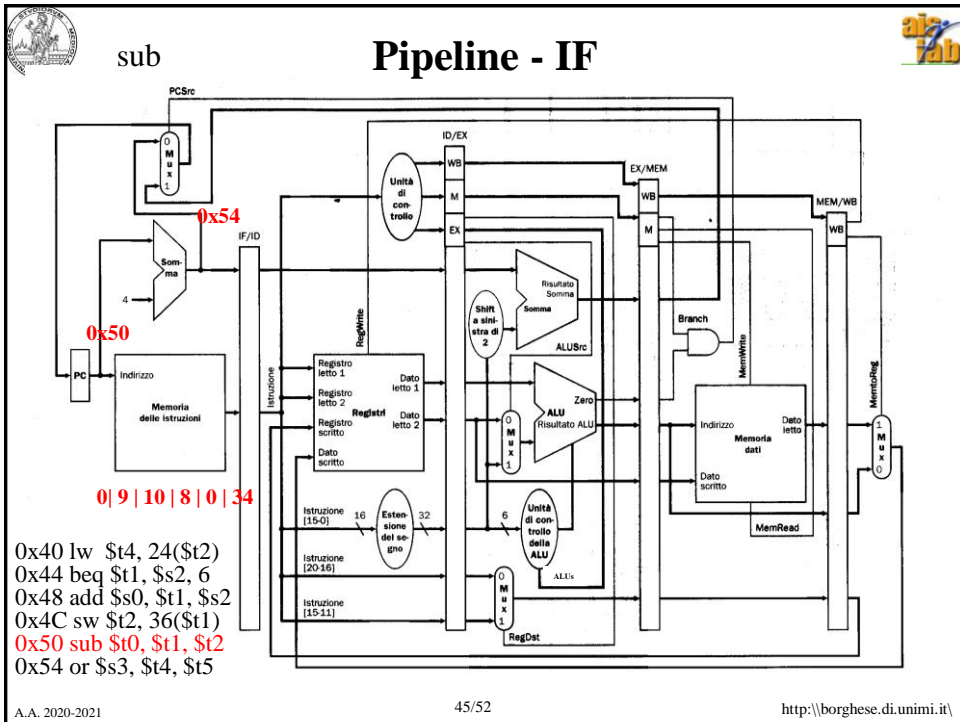 sub
Pipeline - IF
ais
lab
PCSrc
0
M
u
x
1
ID/EX
WB
M
EX
Unità
di
con-
trollo
EX/MEM
WB
M
MEM/WB
WB
0x54
IF/ID
Som-
ma
4
0x50
PC
Indirizzo
Memoria
delle istruzioni
Istruzione
RegWrite
Registro
letto 1
Registro
letto 2
Registro
scritto
Dato
scritto
Registri
Dato
letto 1
Dato
letto 2
Shift
a sini-
stra di
2
Risultato
Somma
Somma
ALUSrc
0
M
u
x
1
ALU
Zero
Risultato ALU
Branch
MemWrite
Indirizzo
Dato
letto
Memoria
dati
Dato
scritto
MemRead
MemtoReg
1
M
u
x
0
0| 9 | 10 | 8 | 0 | 34
Istruzione
[15-0]
16
Esten-
sione
del se-
gno
32
6
Unità
di con-
trollo
della
ALU
ALUs
Istruzione
[20-16]
Istruzione
[15-11]
0
M
u
x
1
RegDst
0x40 lw $t4, 24($t2)
0x44 beq $t1, $s2, 6
0x48 add $s0, $t1, $s2
0x4C sw $t2, 36($t1)
0x50 sub $t0, $t1, $t2
0x54 or $s3, $t4, $t5
A.A. 2020-2021
45/52
http:\\borghese.di.unimi.it\